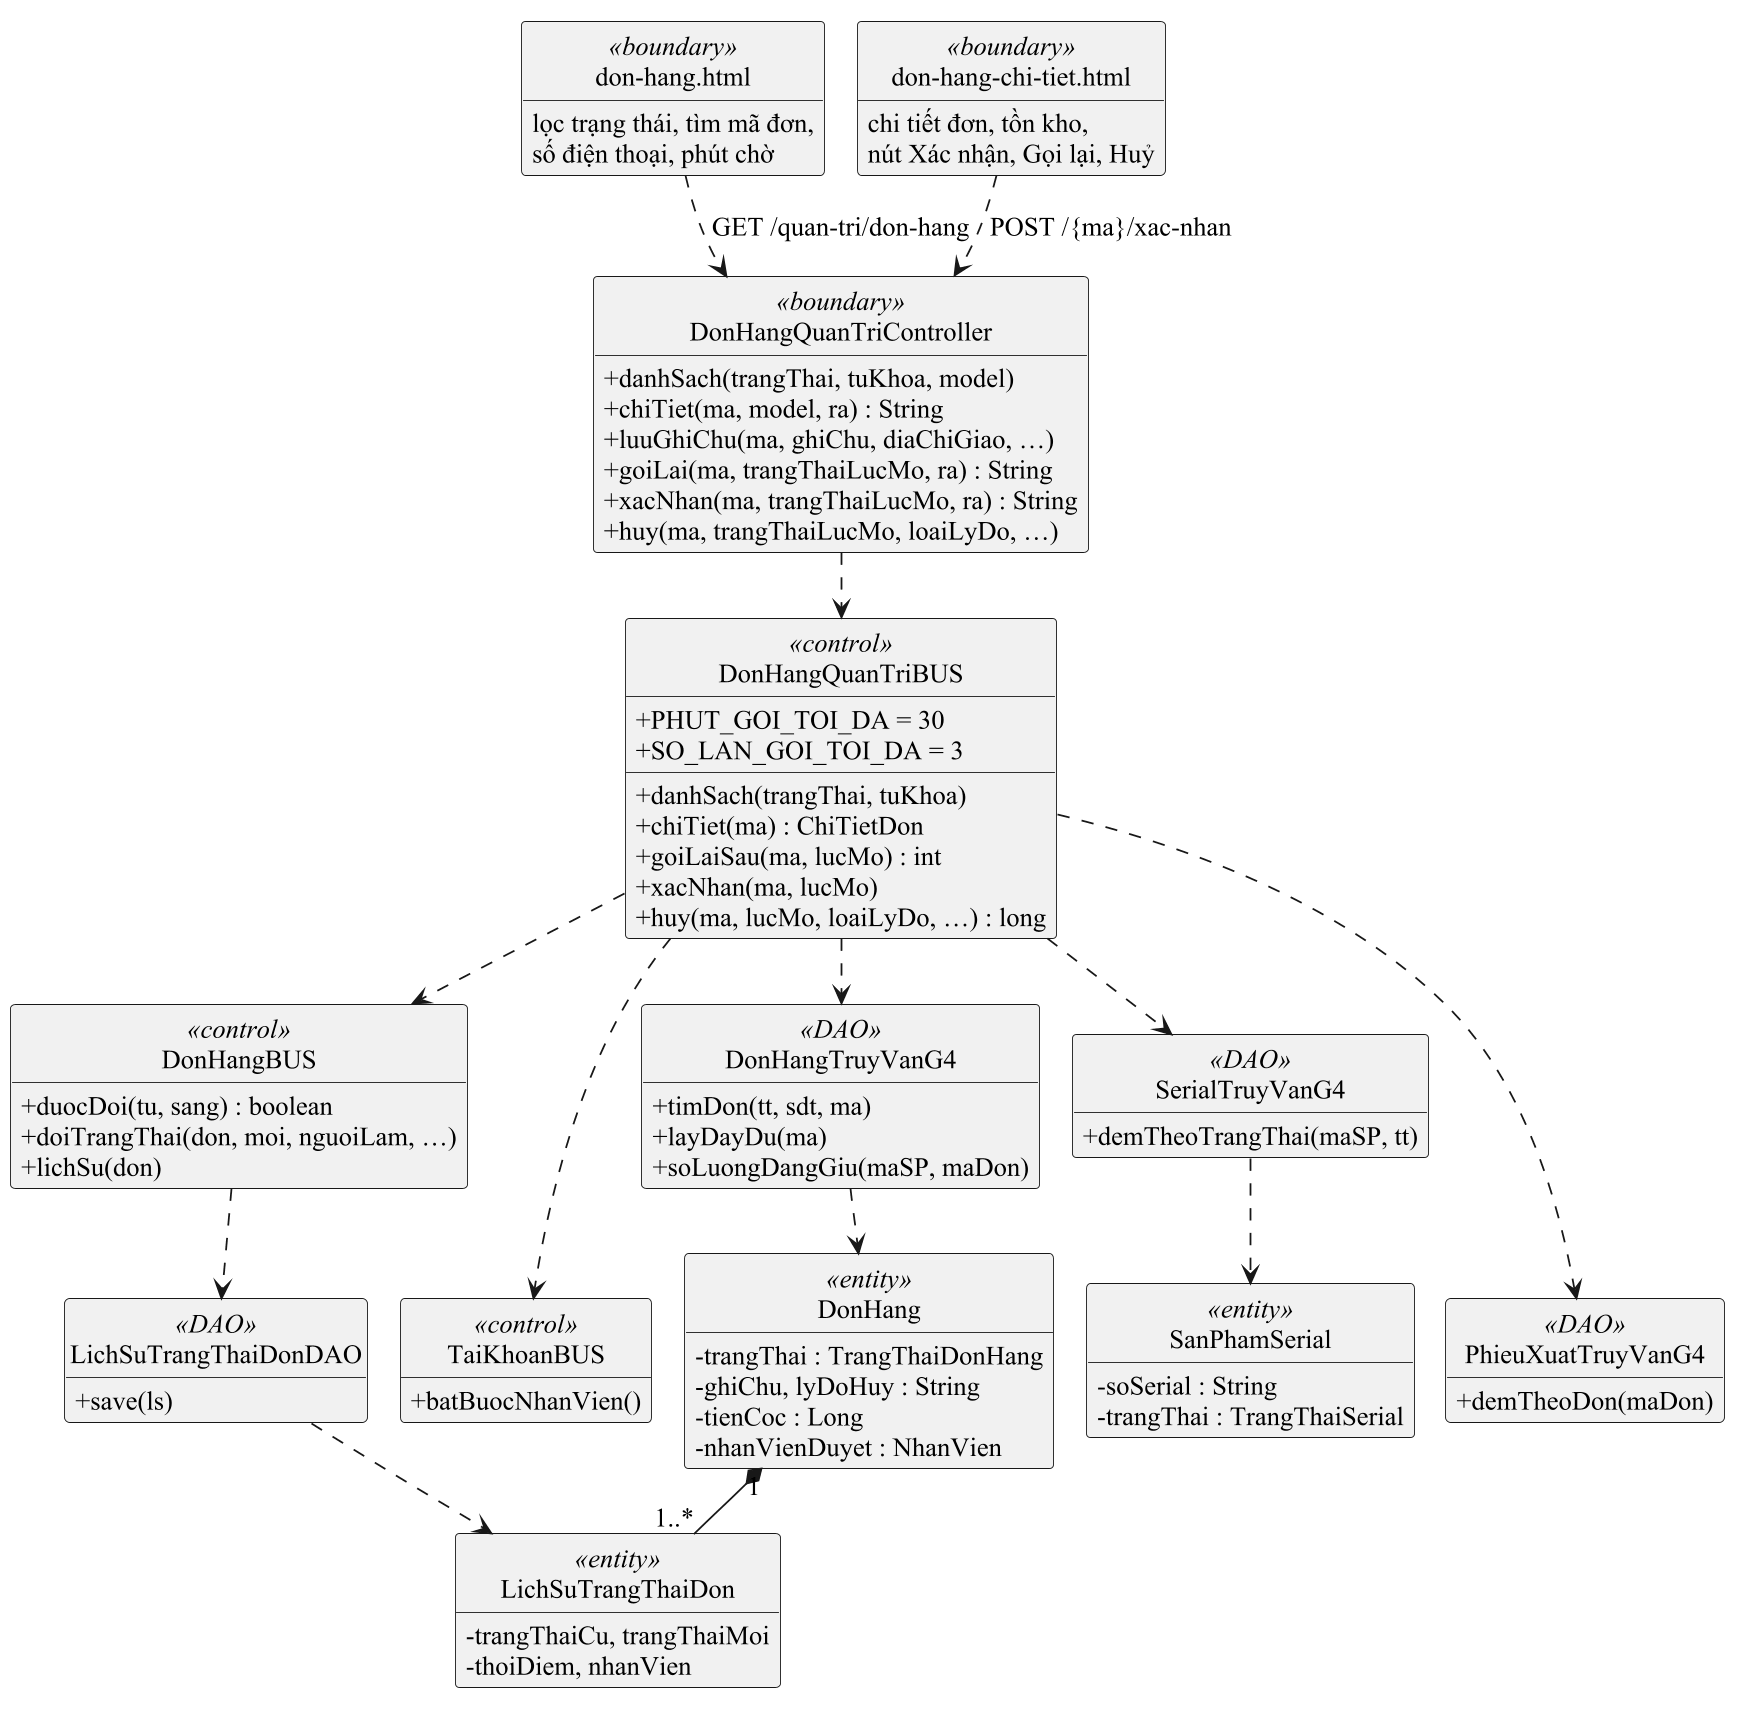 «boundary»
don-hang.html
lọc trạng thái, tìm mã đơn,
số điện thoại, phút chờ
«boundary»
don-hang-chi-tiet.html
chi tiết đơn, tồn kho,
nút Xác nhận, Gọi lại, Huỷ
GET /quan-tri/don-hang
POST /{ma}/xac-nhan
«boundary»
DonHangQuanTriController
+danhSach(trangThai, tuKhoa, model)
+chiTiet(ma, model, ra) : String
+luuGhiChu(ma, ghiChu, diaChiGiao, …)
+goiLai(ma, trangThaiLucMo, ra) : String
+xacNhan(ma, trangThaiLucMo, ra) : String
+huy(ma, trangThaiLucMo, loaiLyDo, …)
«control»
DonHangQuanTriBUS
+PHUT_GOI_TOI_DA = 30
+SO_LAN_GOI_TOI_DA = 3
+danhSach(trangThai, tuKhoa)
+chiTiet(ma) : ChiTietDon
+goiLaiSau(ma, lucMo) : int
+xacNhan(ma, lucMo)
+huy(ma, lucMo, loaiLyDo, …) : long
«control»
DonHangBUS
+duocDoi(tu, sang) : boolean
+doiTrangThai(don, moi, nguoiLam, …)
+lichSu(don)
«DAO»
DonHangTruyVanG4
+timDon(tt, sdt, ma)
+layDayDu(ma)
+soLuongDangGiu(maSP, maDon)
«DAO»
SerialTruyVanG4
+demTheoTrangThai(maSP, tt)
«DAO»
LichSuTrangThaiDonDAO
+save(ls)
«control»
TaiKhoanBUS
+batBuocNhanVien()
«entity»
DonHang
-trangThai : TrangThaiDonHang
-ghiChu, lyDoHuy : String
-tienCoc : Long
-nhanVienDuyet : NhanVien
«entity»
SanPhamSerial
-soSerial : String
-trangThai : TrangThaiSerial
«DAO»
PhieuXuatTruyVanG4
+demTheoDon(maDon)
1
1..*
«entity»
LichSuTrangThaiDon
-trangThaiCu, trangThaiMoi
-thoiDiem, nhanVien